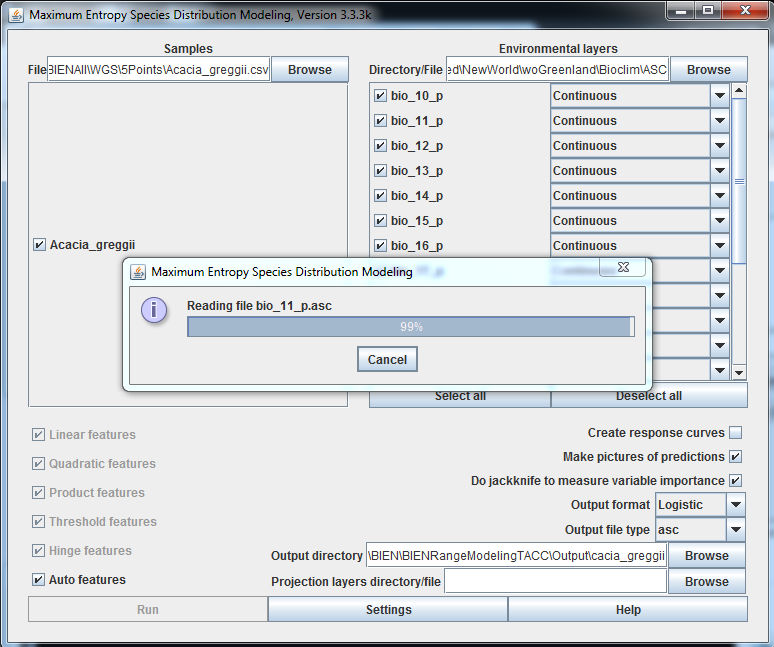 Maximum Entropy Species Distribution Modeling, Version 3.3.3k
Samples
Environmental layers
File BIENAll\WGS\5Points\Acacia_greggii.csv Browse
Directory/File ed\NewWorld\woGreenland\Bioclim\ASC Browse
bio_10_p Continuous
bio_11_p Continuous
bio_12_p Continuous
bio_13_p Continuous
bio_14_p Continuous
bio_15_p Continuous
bio_16_p Continuous
Acacia_greggii
Maximum Entropy Species Distribution Modeling
Reading file bio_11_p.asc
99%
Cancel
Select all
Deselect all
Linear features
Quadratic features
Product features
Threshold features
Hinge features
Auto features
Create response curves
Make pictures of predictions
Do jackknife to measure variable importance
Output format Logistic
Output file type asc
Output directory \BIEN\BIENRangeModelingTACC\Output\cacia_greggii Browse
Projection layers directory/file Browse
Run
Settings
Help